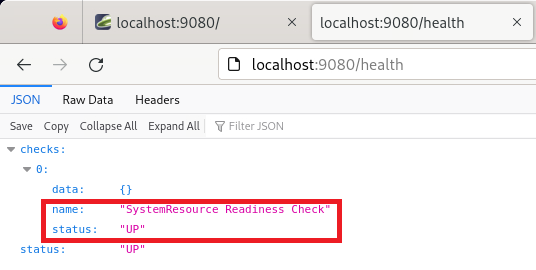 localhost:9080/
localhost:9080/health
localhost:9080/health
JSON Raw Data Headers
Save Copy Collapse All Expand All Filter JSON
checks:
0:
data: {}
name: "SystemResource Readiness Check"
status: "UP"
status: "UP"